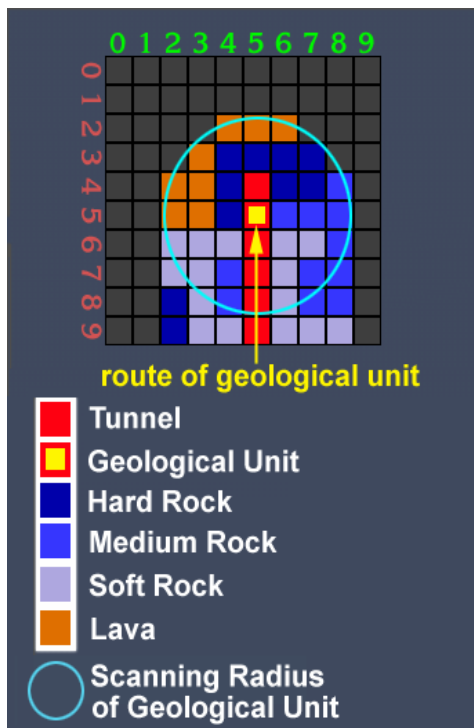 0 1 2 3 4 5 6 7 8 9
0
1
2
3
4
5
6
7
8
9
route of geological unit
Tunnel
Geological Unit
Hard Rock
Medium Rock
Soft Rock
Lava
Scanning Radius
of Geological Unit